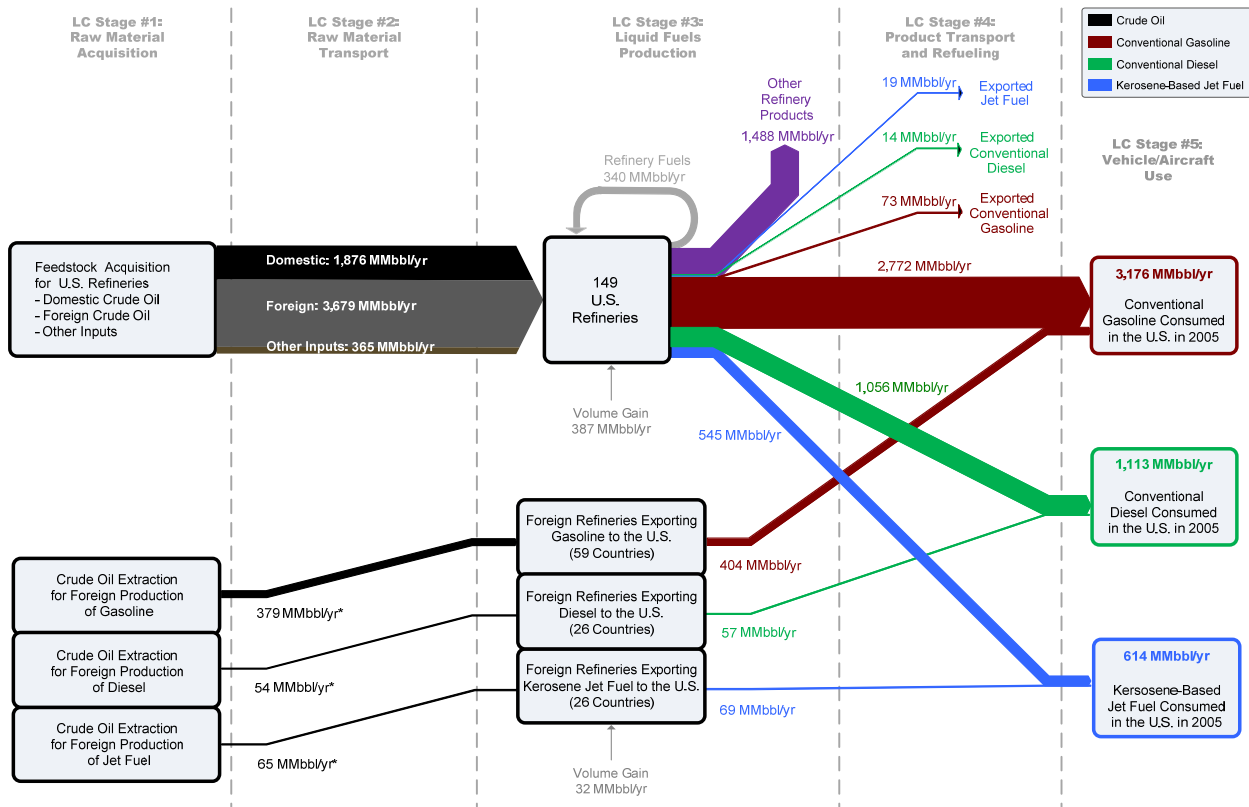 LC Stage #1:
Raw Material
Acquisition
LC Stage #2:
Raw Material
Transport
LC Stage #3:
Liquid Fuels
Production
LC Stage #4:
Product Transport
and Refueling
Crude Oil
Conventional Gasoline
Conventional Diesel
Kerosene-Based Jet Fuel
LC Stage #5:
Vehicle/Aircraft
Use
Other
Refinery
Products
1,488 MMbbl/yr
19 MMbbl/yr
Exported
Jet Fuel
14 MMbbl/yr
Exported
Conventional
Diesel
73 MMbbl/yr
Exported
Conventional
Gasoline
Refinery Fuels
340 MMbbl/yr
Feedstock Acquisition
for U.S. Refineries
- Domestic Crude Oil
- Foreign Crude Oil
- Other Inputs
Domestic: 1,876 MMbbl/yr
Foreign: 3,679 MMbbl/yr
Other Inputs: 365 MMbbl/yr
149
U.S.
Refineries
Volume Gain
387 MMbbl/yr
2,772 MMbbl/yr
3,176 MMbbl/yr
Conventional
Gasoline Consumed
in the U.S. in 2005
1,056 MMbbl/yr
545 MMbbl/yr
1,113 MMbbl/yr
Conventional
Diesel Consumed
in the U.S. in 2005
Crude Oil Extraction
for Foreign Production
of Gasoline
379 MMbbl/yr*
Foreign Refineries Exporting
Gasoline to the U.S.
(59 Countries)
404 MMbbl/yr
Crude Oil Extraction
for Foreign Production
of Diesel
54 MMbbl/yr*
Foreign Refineries Exporting
Diesel to the U.S.
(26 Countries)
57 MMbbl/yr
Crude Oil Extraction
for Foreign Production
of Jet Fuel
65 MMbbl/yr*
Foreign Refineries Exporting
Kerosene Jet Fuel to the U.S.
(26 Countries)
69 MMbbl/yr
Volume Gain
32 MMbbl/yr
614 MMbbl/yr
Kersosene-Based
Jet Fuel Consumed
in the U.S. in 2005